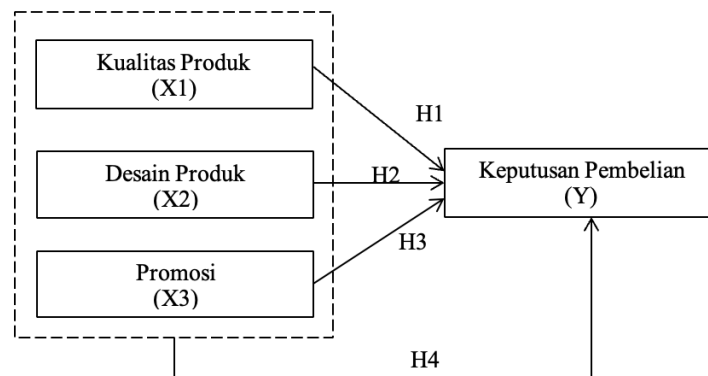 Kualitas Produk
(X1)
H1
Desain Produk
(X2)
H2
Keputusan Pembelian
(Y)
H3
Promosi
(X3)
H4